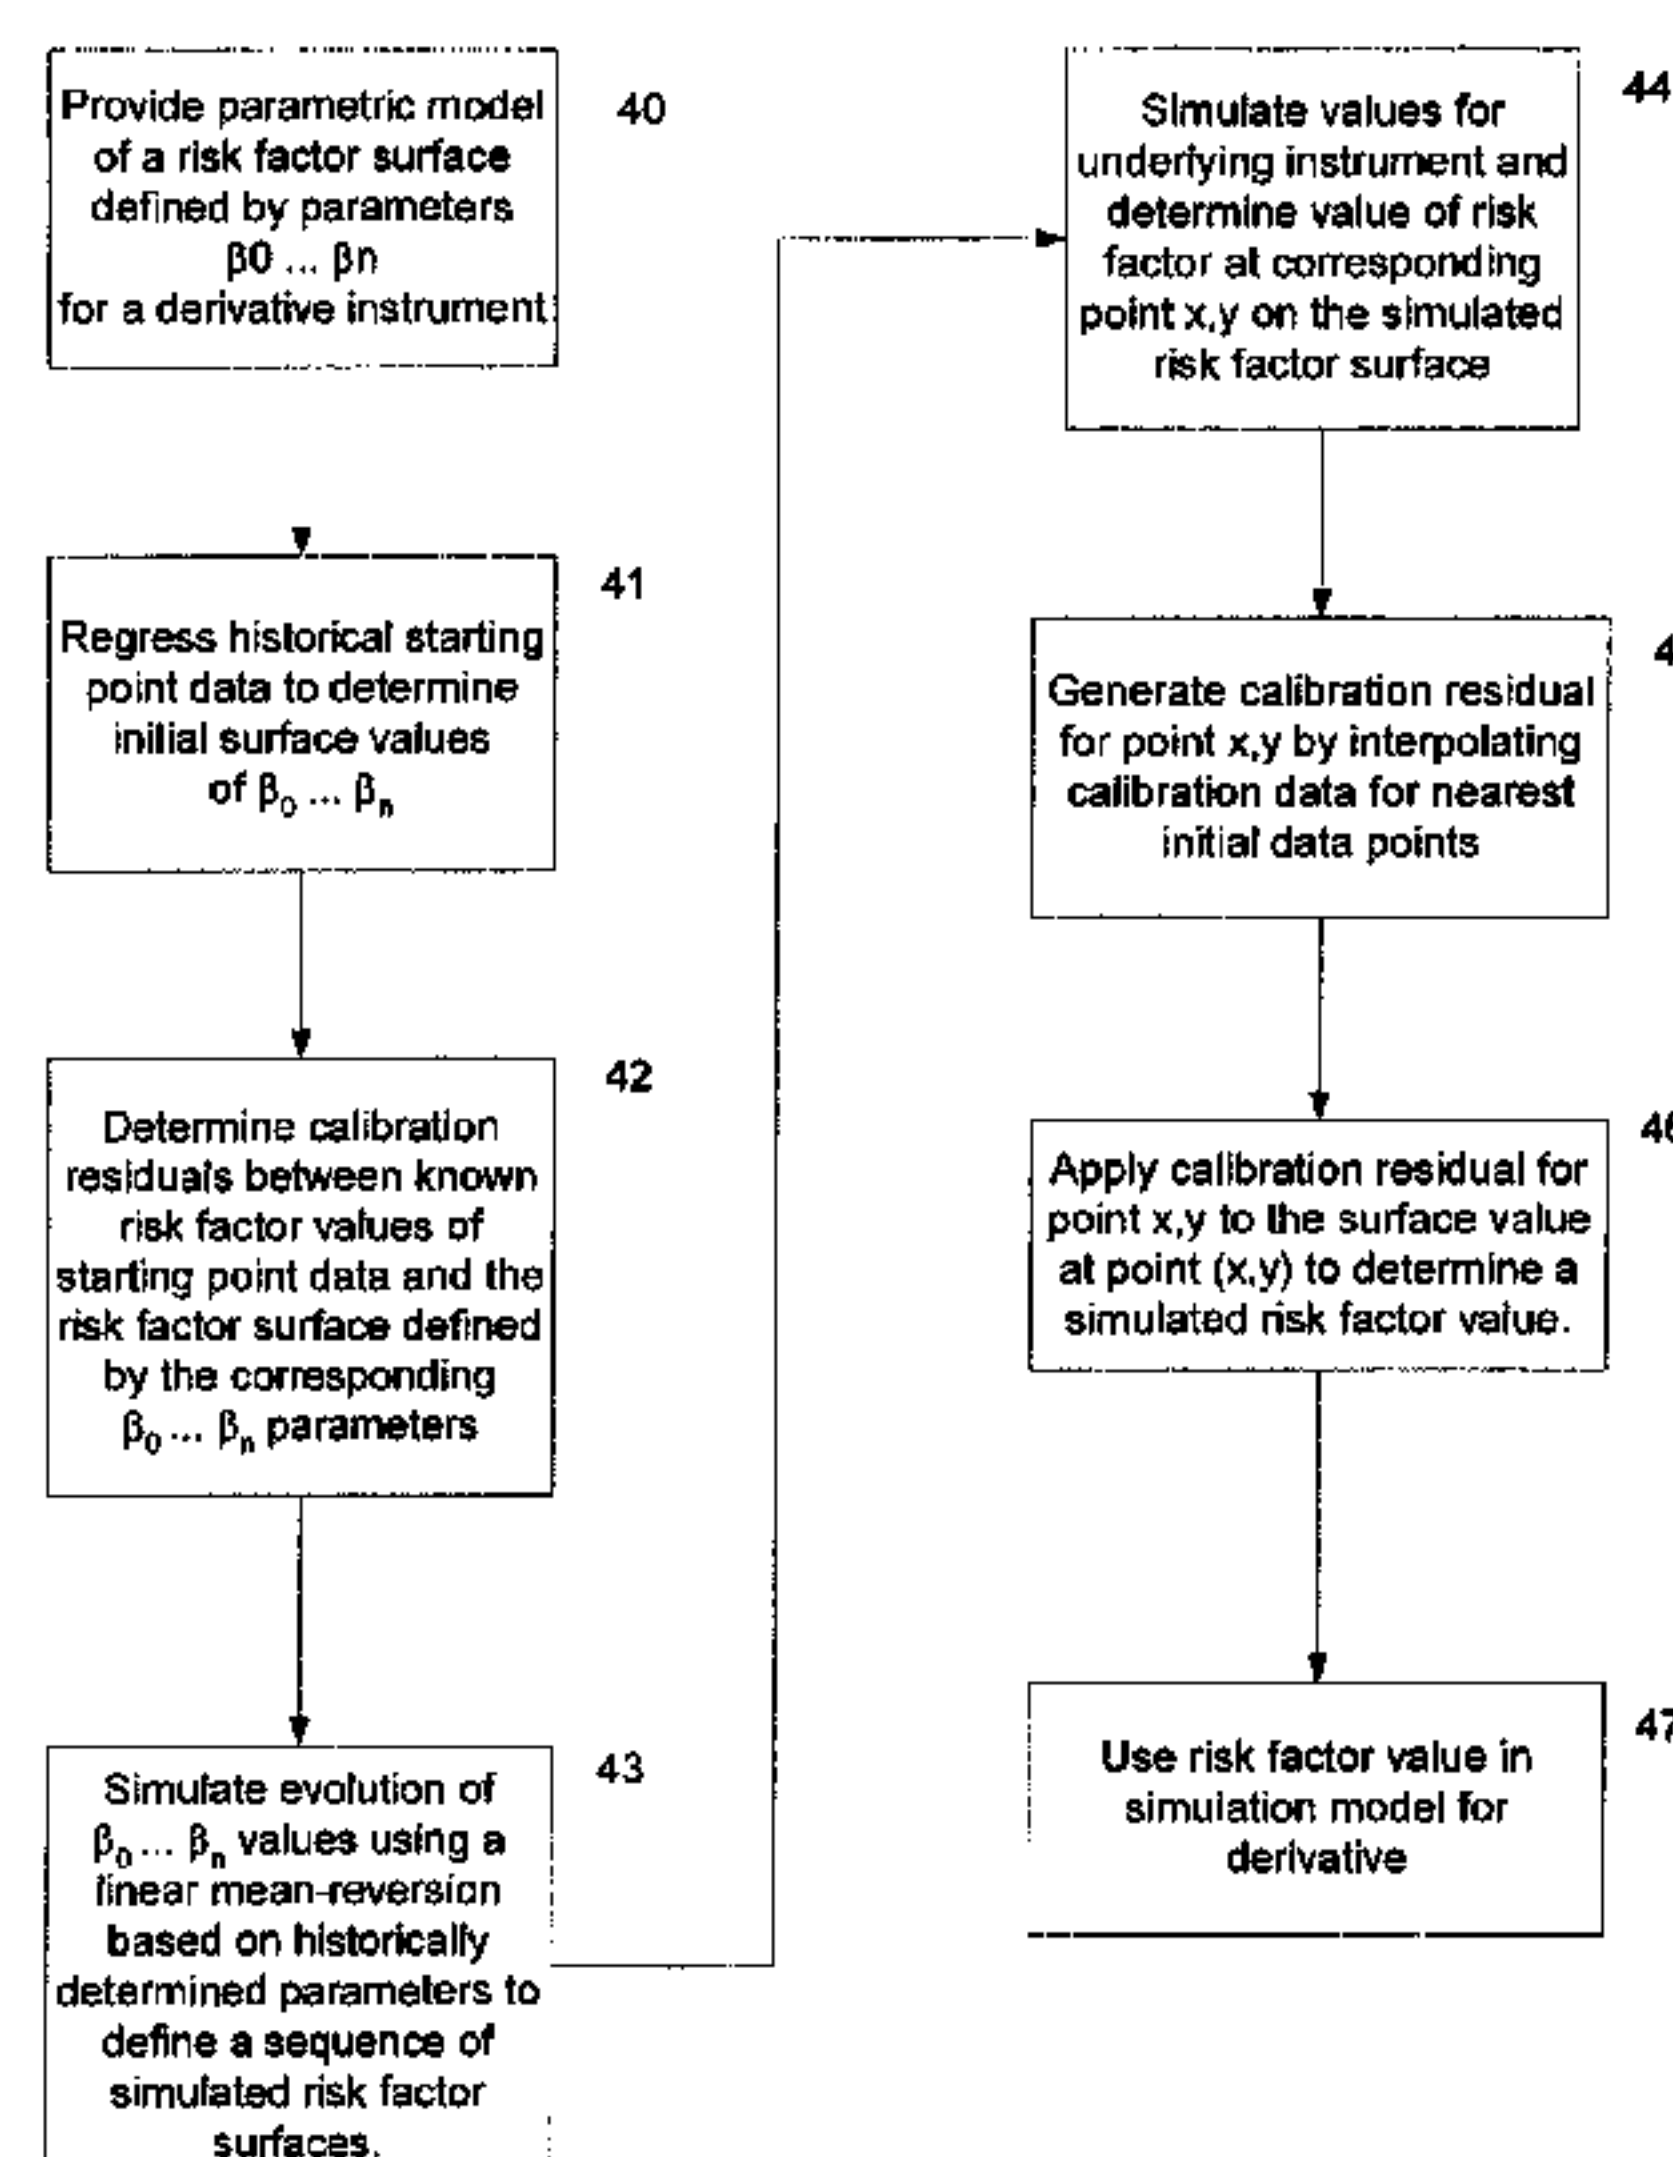 Provide parametric model
of a risk factor surface
defined by parameters
β0 ... βn
for a derivative instrument
40
Regress historical starting
point data to determine
initial surface values
of β₀ ... βₙ
41
Determine calibration
residuals between known
risk factor values of
starting point data and the
risk factor surface defined
by the corresponding
β₀ ... βₙ parameters
42
Simulate evolution of
β₀ ... βₙ values using a
linear mean-reversion
based on historically
determined parameters to
define a sequence of
simulated risk factor
surfaces.
43
Simulate values for
underlying instrument and
determine value of risk
factor at corresponding
point x,y on the simulated
risk factor surface
44
Generate calibration residual
for point x,y by interpolating
calibration data for nearest
initial data points
Apply calibration residual for
point x,y to the surface value
at point (x,y) to determine a
simulated risk factor value.
46
Use risk factor value in
simulation model for
derivative
47